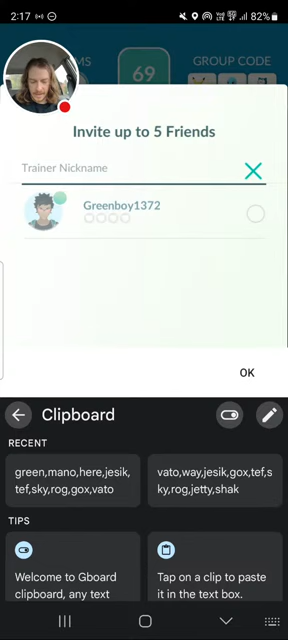 2:17
82%
MS
69
GROUP CODE
Invite up to 5 Friends
Trainer Nickname
Greenboy1372
OK
Clipboard
RECENT
green,mano,here,jesik,
tef,sky,rog,gox,vato
vato,way,jesik,gox,tef,s
ky,rog,jetty,shak
TIPS
Welcome to Gboard
clipboard, any text
Tap on a clip to paste
it in the text box.